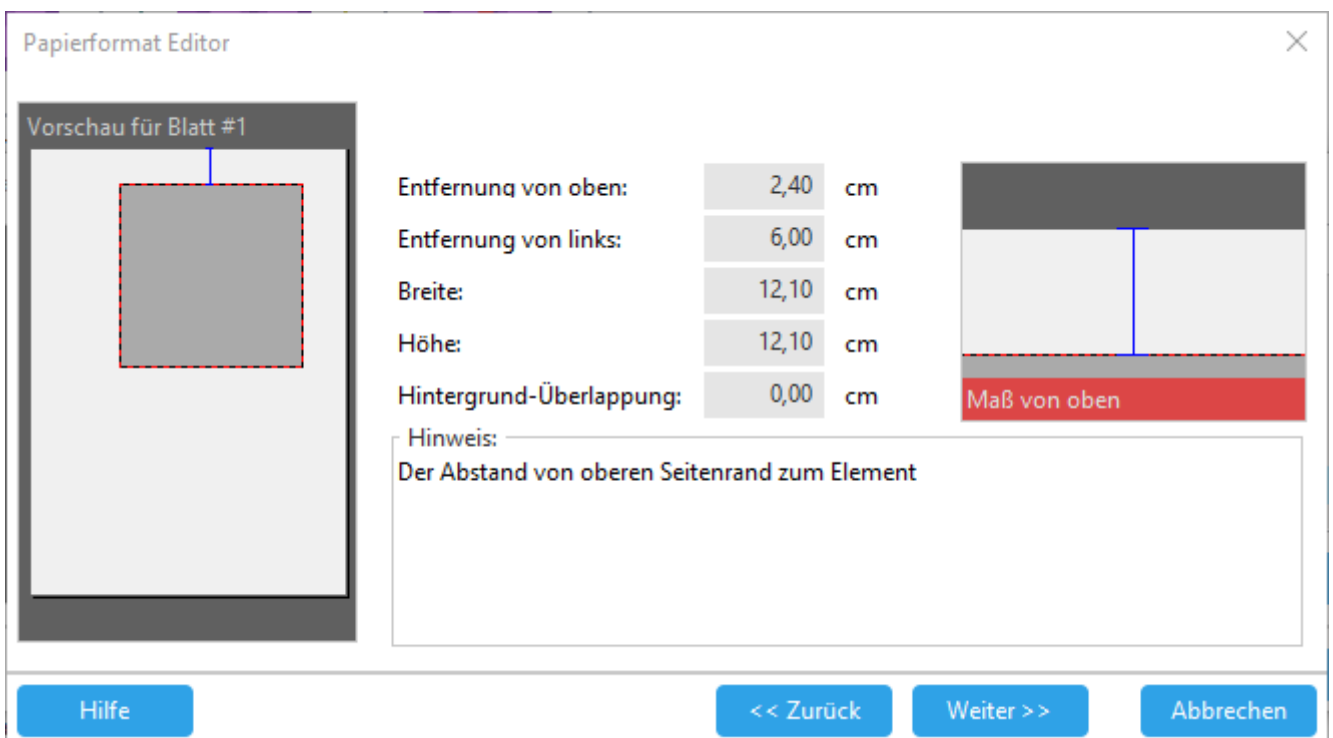 Papierformat Editor
Vorschau für Blatt #1
Entfernung von oben: 2,40 cm
Entfernung von links: 6,00 cm
Breite: 12,10 cm
Höhe: 12,10 cm
Hintergrund-Überlappung: 0,00 cm
Maß von oben
Hinweis:
Der Abstand von oberen Seitenrand zum Element
Hilfe
<< Zurück
Weiter >>
Abbrechen